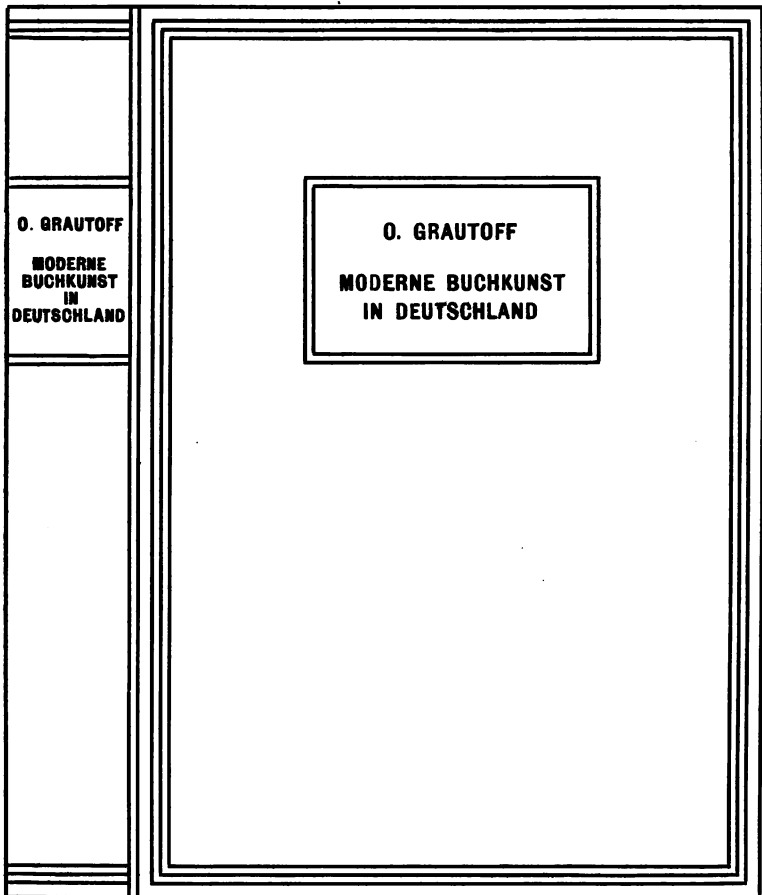 O. GRAUTOFF
MODERNE
BUCHKUNST
IN
DEUTSCHLAND
O. GRAUTOFF
MODERNE BUCHKUNST
IN DEUTSCHLAND